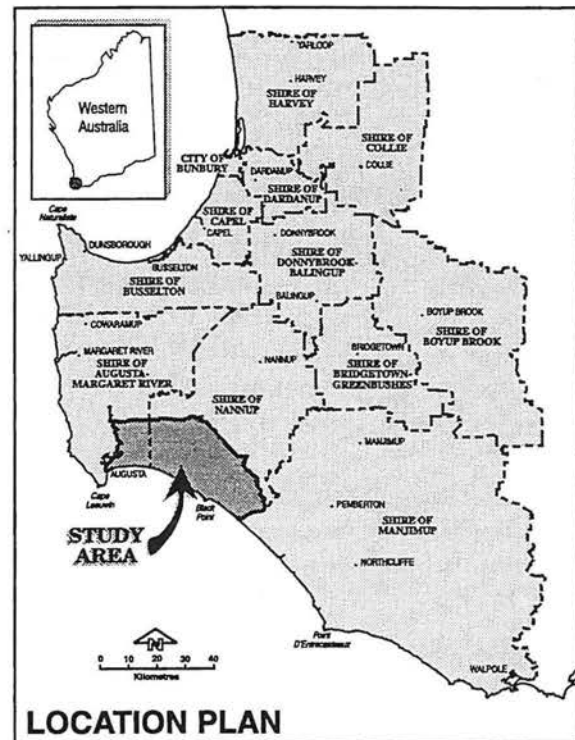 YARLOOP
HARVEY
SHIRE OF
HARVEY
Western
Australia
SHIRE OF
COLLIE
COLLIE
CITY OF
BUNBURY
DARDANUP
SHIRE OF
DARDANUP
Cape
Naturaliste
SHIRE OF
CAPEL
CAPEL
DUNSBOROUGH
DONNYBROOK
YALLINGUP
SHIRE OF
DONNYBROOK-
BALINGUP
BUSSELTON
SHIRE OF
BUSSELTON
BALINGUP
COWARAMUP
BOYUP BROOK
SHIRE OF
BOYUP BROOK
MARGARET RIVER
SHIRE OF
AUGUSTA-
MARGARET RIVER
NANNUP
BRIDGETOWN
SHIRE OF
BRIDGETOWN-
GREENBUSHES
SHIRE OF
NANNUP
MANJIMUP
AUGUSTA
Cape
Leeuwin
Black
Point
PEMBERTON
SHIRE OF
MANJIMUP
STUDY
AREA
NORTHCLIFFE
N
Point
D'Entrecasteaux
0 10 20 30 40
Kilometres
WALPOLE
LOCATION PLAN